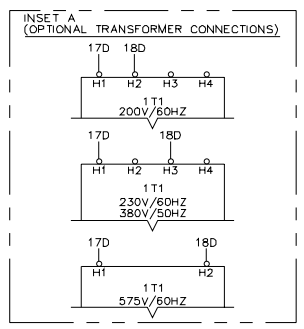 INSET A
(OPTIONAL TRANSFORMER CONNECTIONS)
17D 18D
H1 H2 H3 H4
1T1
200V/60HZ
17D 18D
H1 H2 H3 H4
1T1
230V/60HZ
380V/50HZ
17D 18D
H1 H2
1T1
575V/60HZ